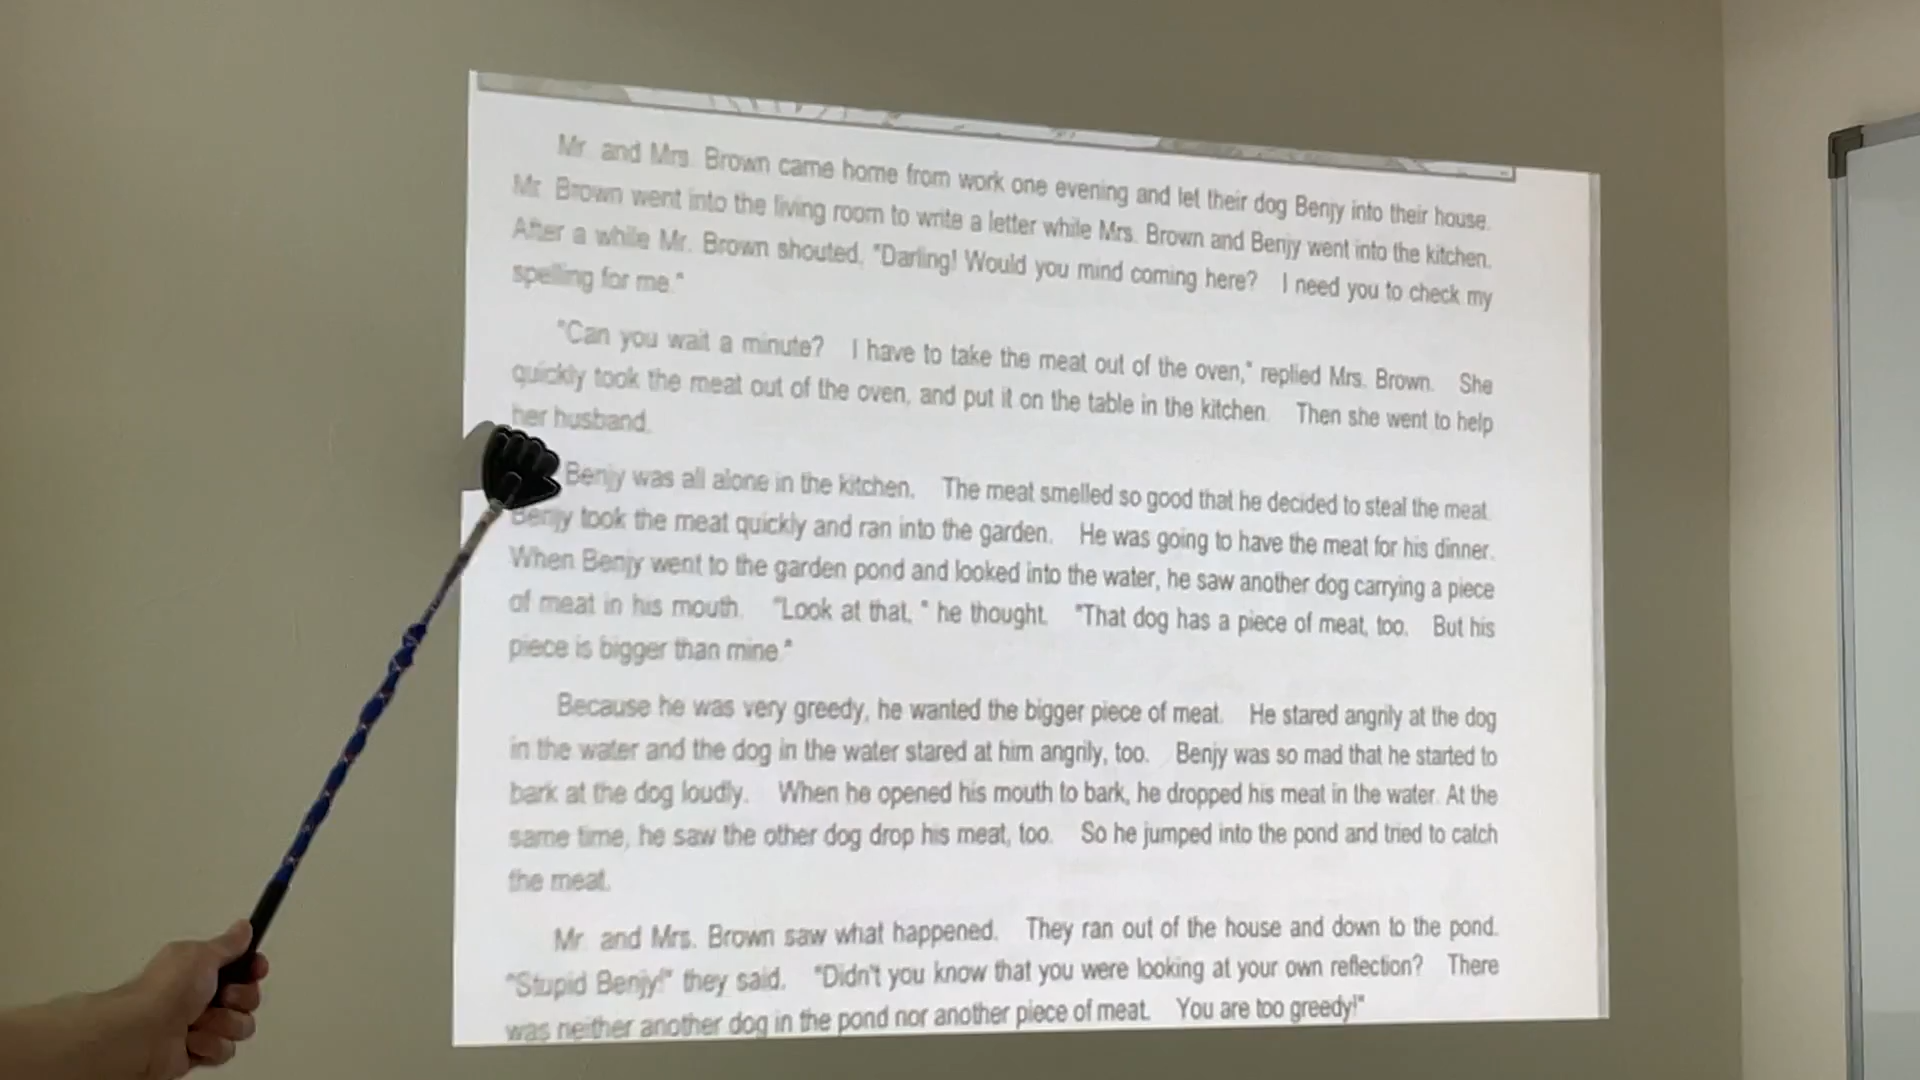 Mr. and Mrs. Brown came home from work one evening and let their dog Benjy into their house.
Mr. Brown went into the living room to write a letter while Mrs. Brown and Benjy went into the kitchen.
After a while Mr. Brown shouted, "Darling! Would you mind coming here? I need you to check my
spelling for me."
"Can you wait a minute? I have to take the meat out of the oven," replied Mrs. Brown. She
quickly took the meat out of the oven, and put it on the table in the kitchen. Then she went to help
her husband.
Benjy was all alone in the kitchen. The meat smelled so good that he decided to steal the meat.
Benjy took the meat quickly and ran into the garden. He was going to have the meat for his dinner.
When Benjy went to the garden pond and looked into the water, he saw another dog carrying a piece
of meat in his mouth. "Look at that, " he thought. "That dog has a piece of meat, too. But his
piece is bigger than mine."
Because he was very greedy, he wanted the bigger piece of meat. He stared angrily at the dog
in the water and the dog in the water stared at him angrily, too. Benjy was so mad that he started to
bark at the dog loudly. When he opened his mouth to bark, he dropped his meat in the water. At the
same time, he saw the other dog drop his meat, too. So he jumped into the pond and tried to catch
the meat.
Mr. and Mrs. Brown saw what happened. They ran out of the house and down to the pond.
"Stupid Benjy!" they said. "Didn't you know that you were looking at your own reflection? There
was neither another dog in the pond nor another piece of meat. You are too greedy!"